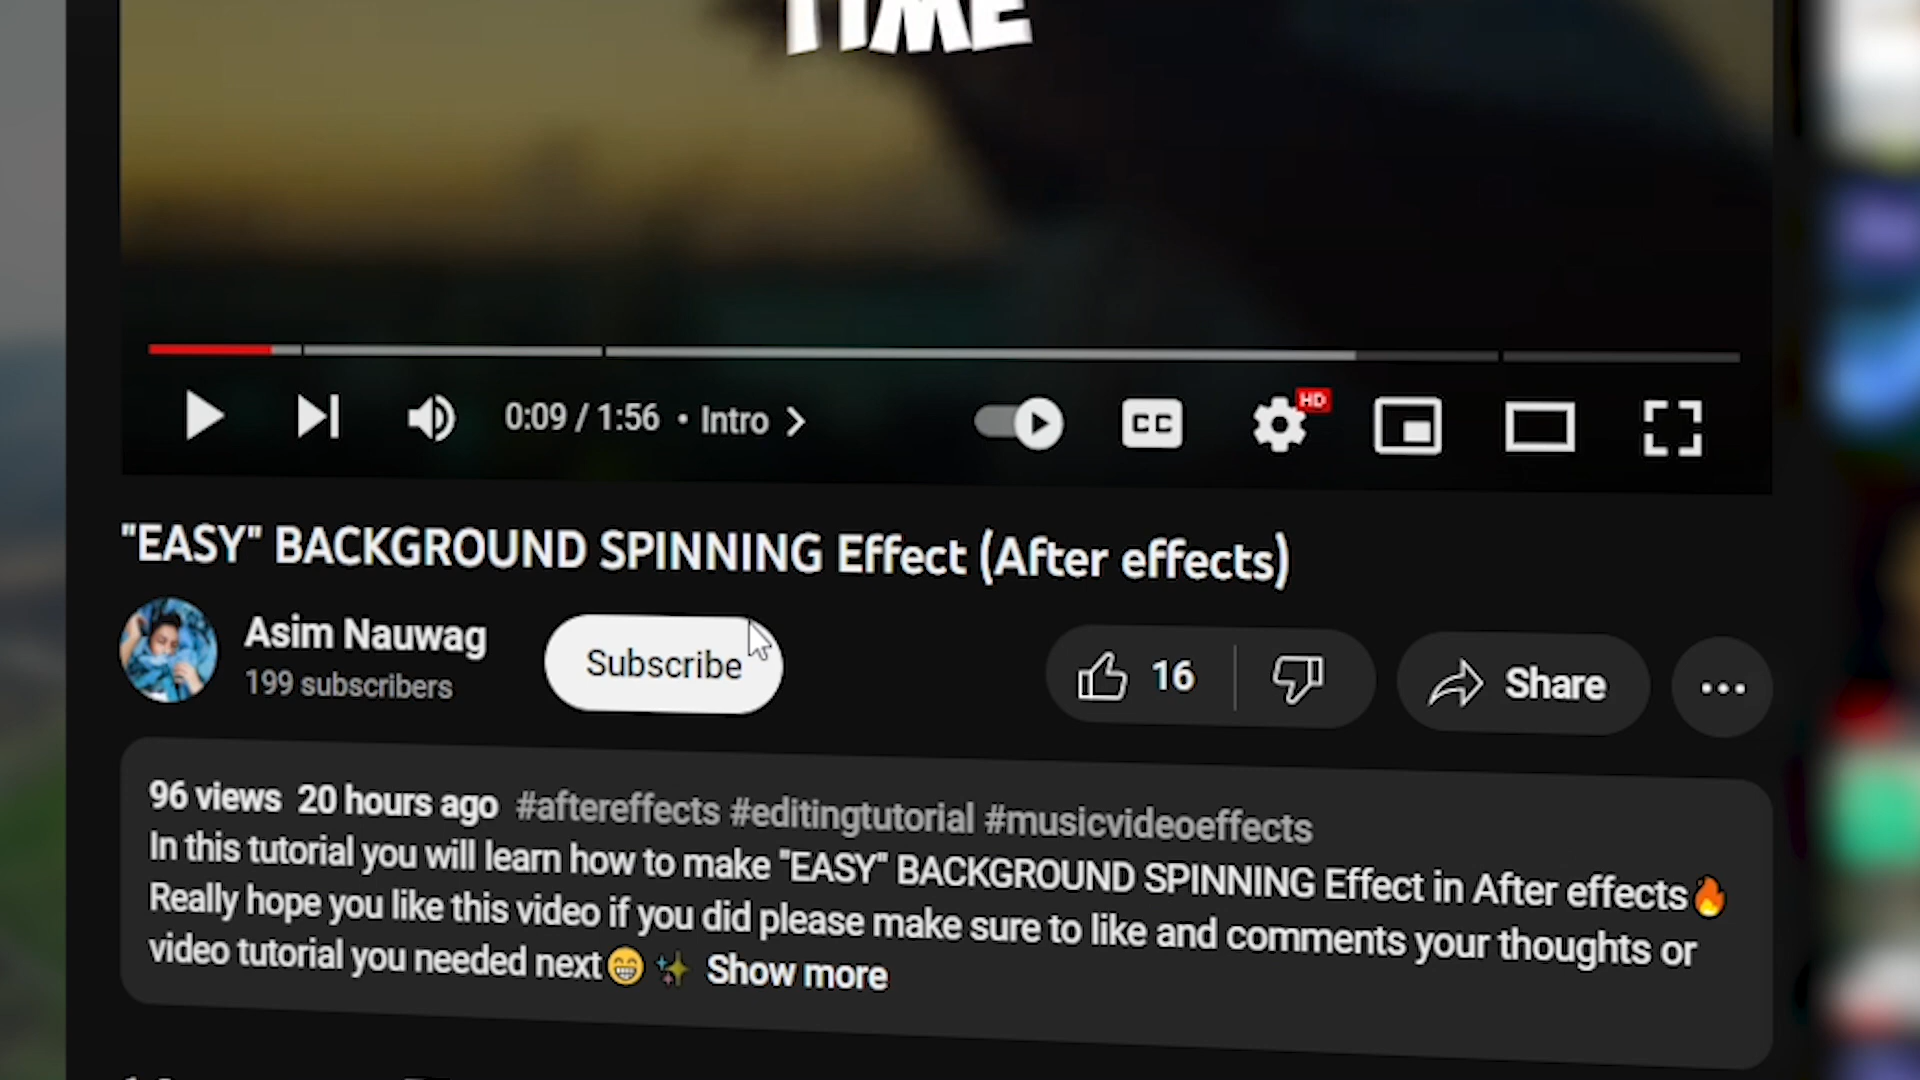 TIME
0:09 / 1:56 • Intro
CC
HD
"EASY" BACKGROUND SPINNING Effect (After effects)
Asim Nauwag
199 subscribers
Subscribe
16
Share
96 views 20 hours ago #aftereffects #editingtutorial #musicvideoeffects
In this tutorial you will learn how to make "EASY" BACKGROUND SPINNING Effect in After effects🔥
Really hope you like this video if you did please make sure to like and comments your thoughts or
video tutorial you needed next😁✨ Show more